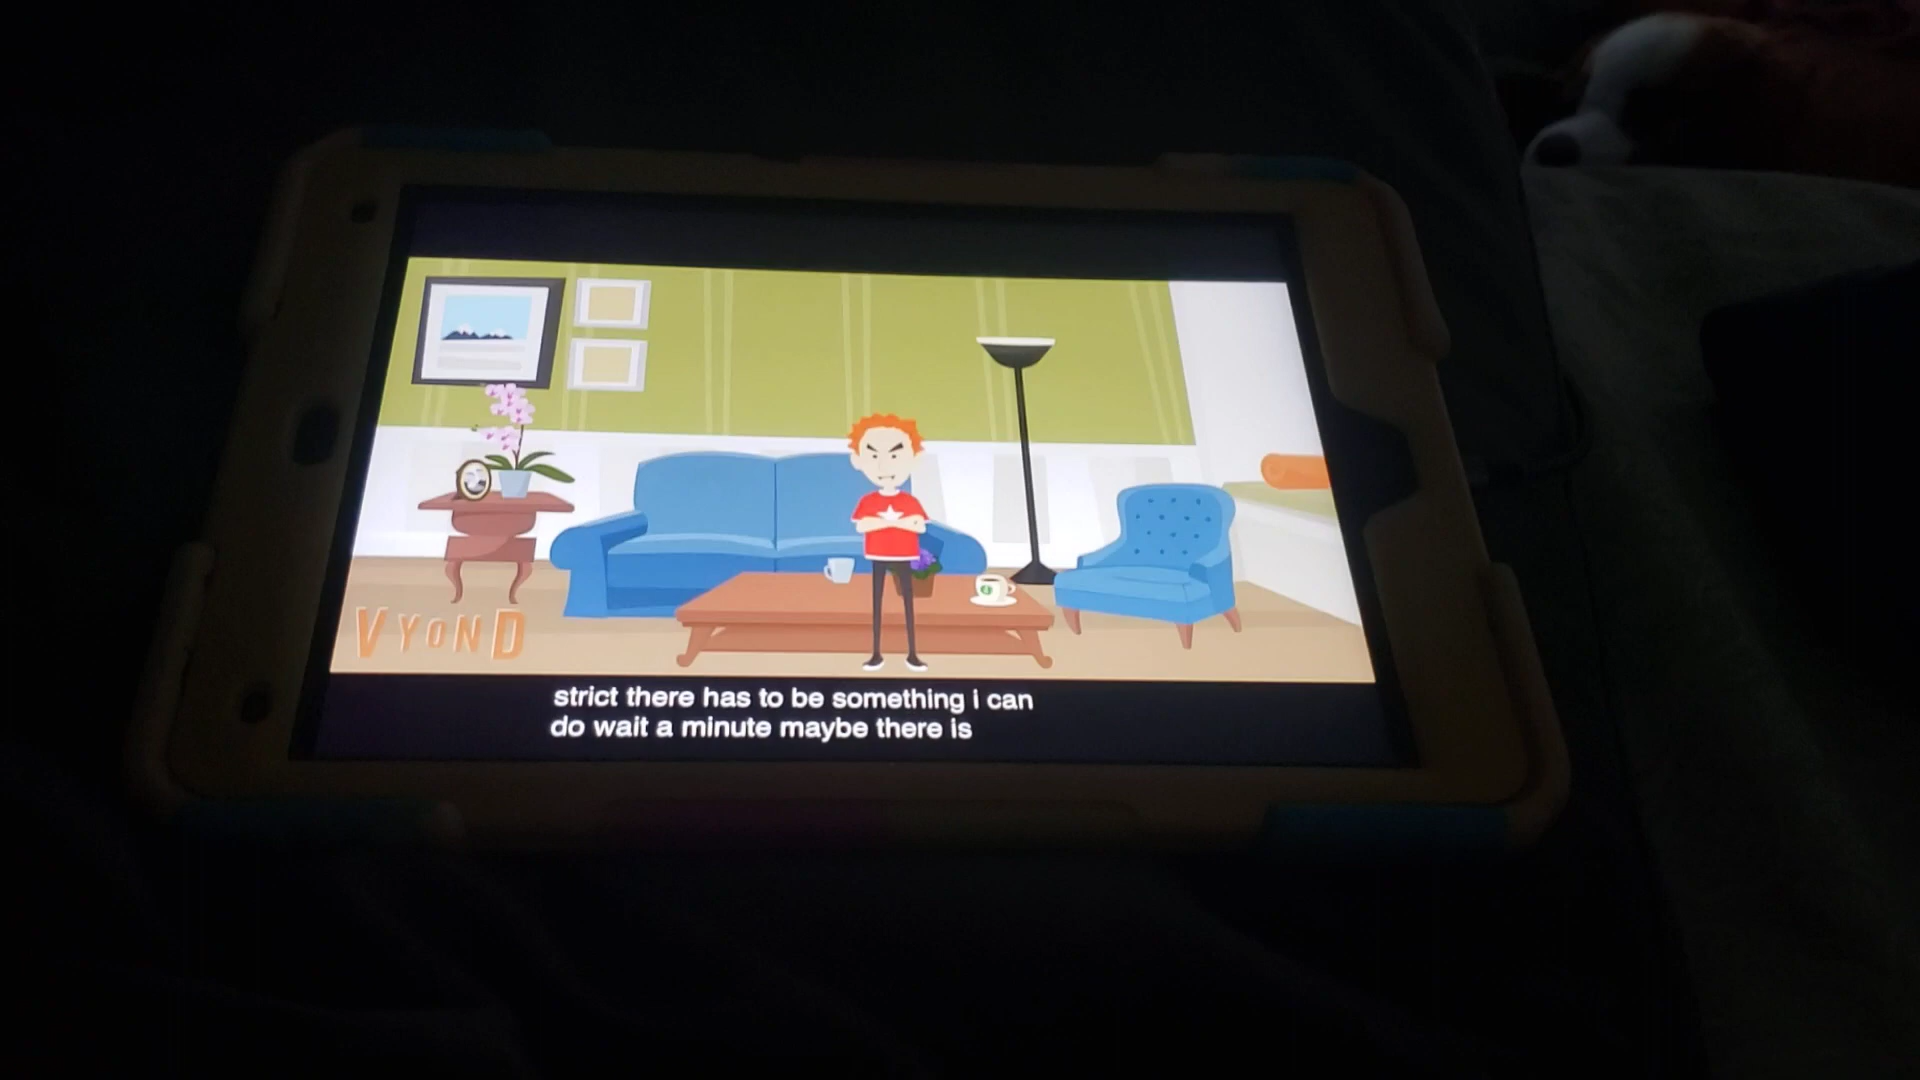 VYOND
strict there has to be something i can
do wait a minute maybe there is